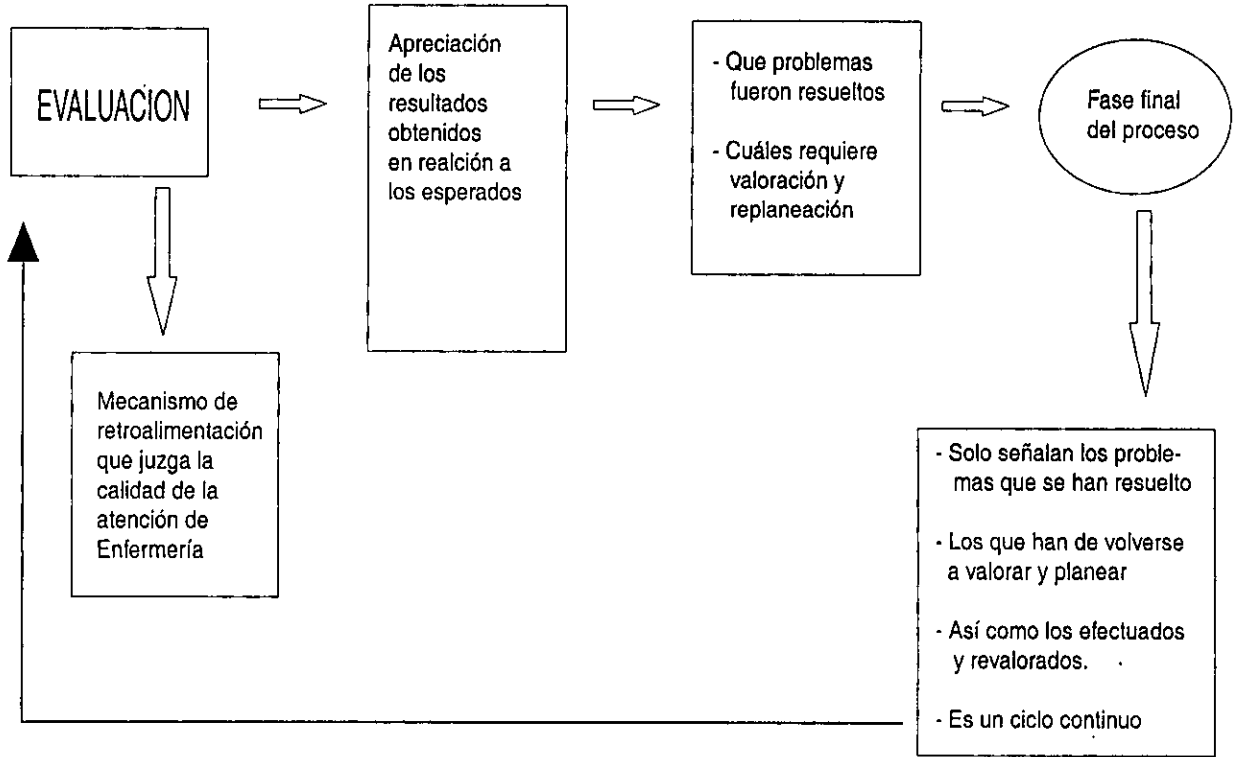 EVALUACION
Apreciación
de los
resultados
obtenidos
en realción a
los esperados
- Que problemas
fueron resueltos
- Cuáles requiere
valoración y
replaneación
Fase final
del proceso
Mecanismo de
retroalimentación
que juzga la
calidad de la
atención de
Enfermería
- Solo señalan los proble-
mas que se han resuelto
- Los que han de volverse
a valorar y planear
- Así como los efectuados
y revalorados.
- Es un ciclo continuo